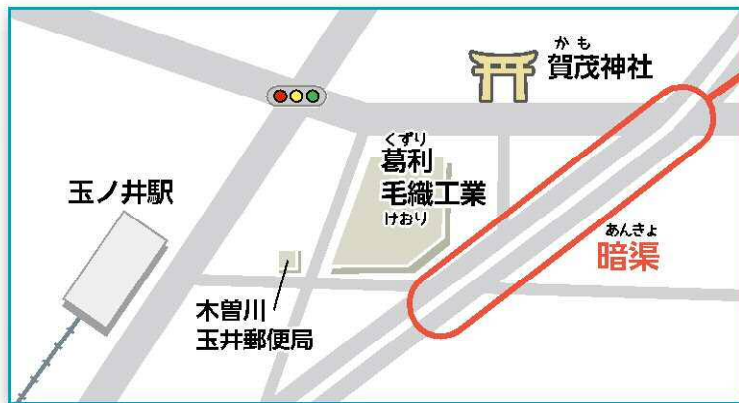 かも
賀茂神社
くずり
葛利
毛織工業
けおり
玉ノ井駅
あんきょ
暗渠
木曽川
玉井郵便局